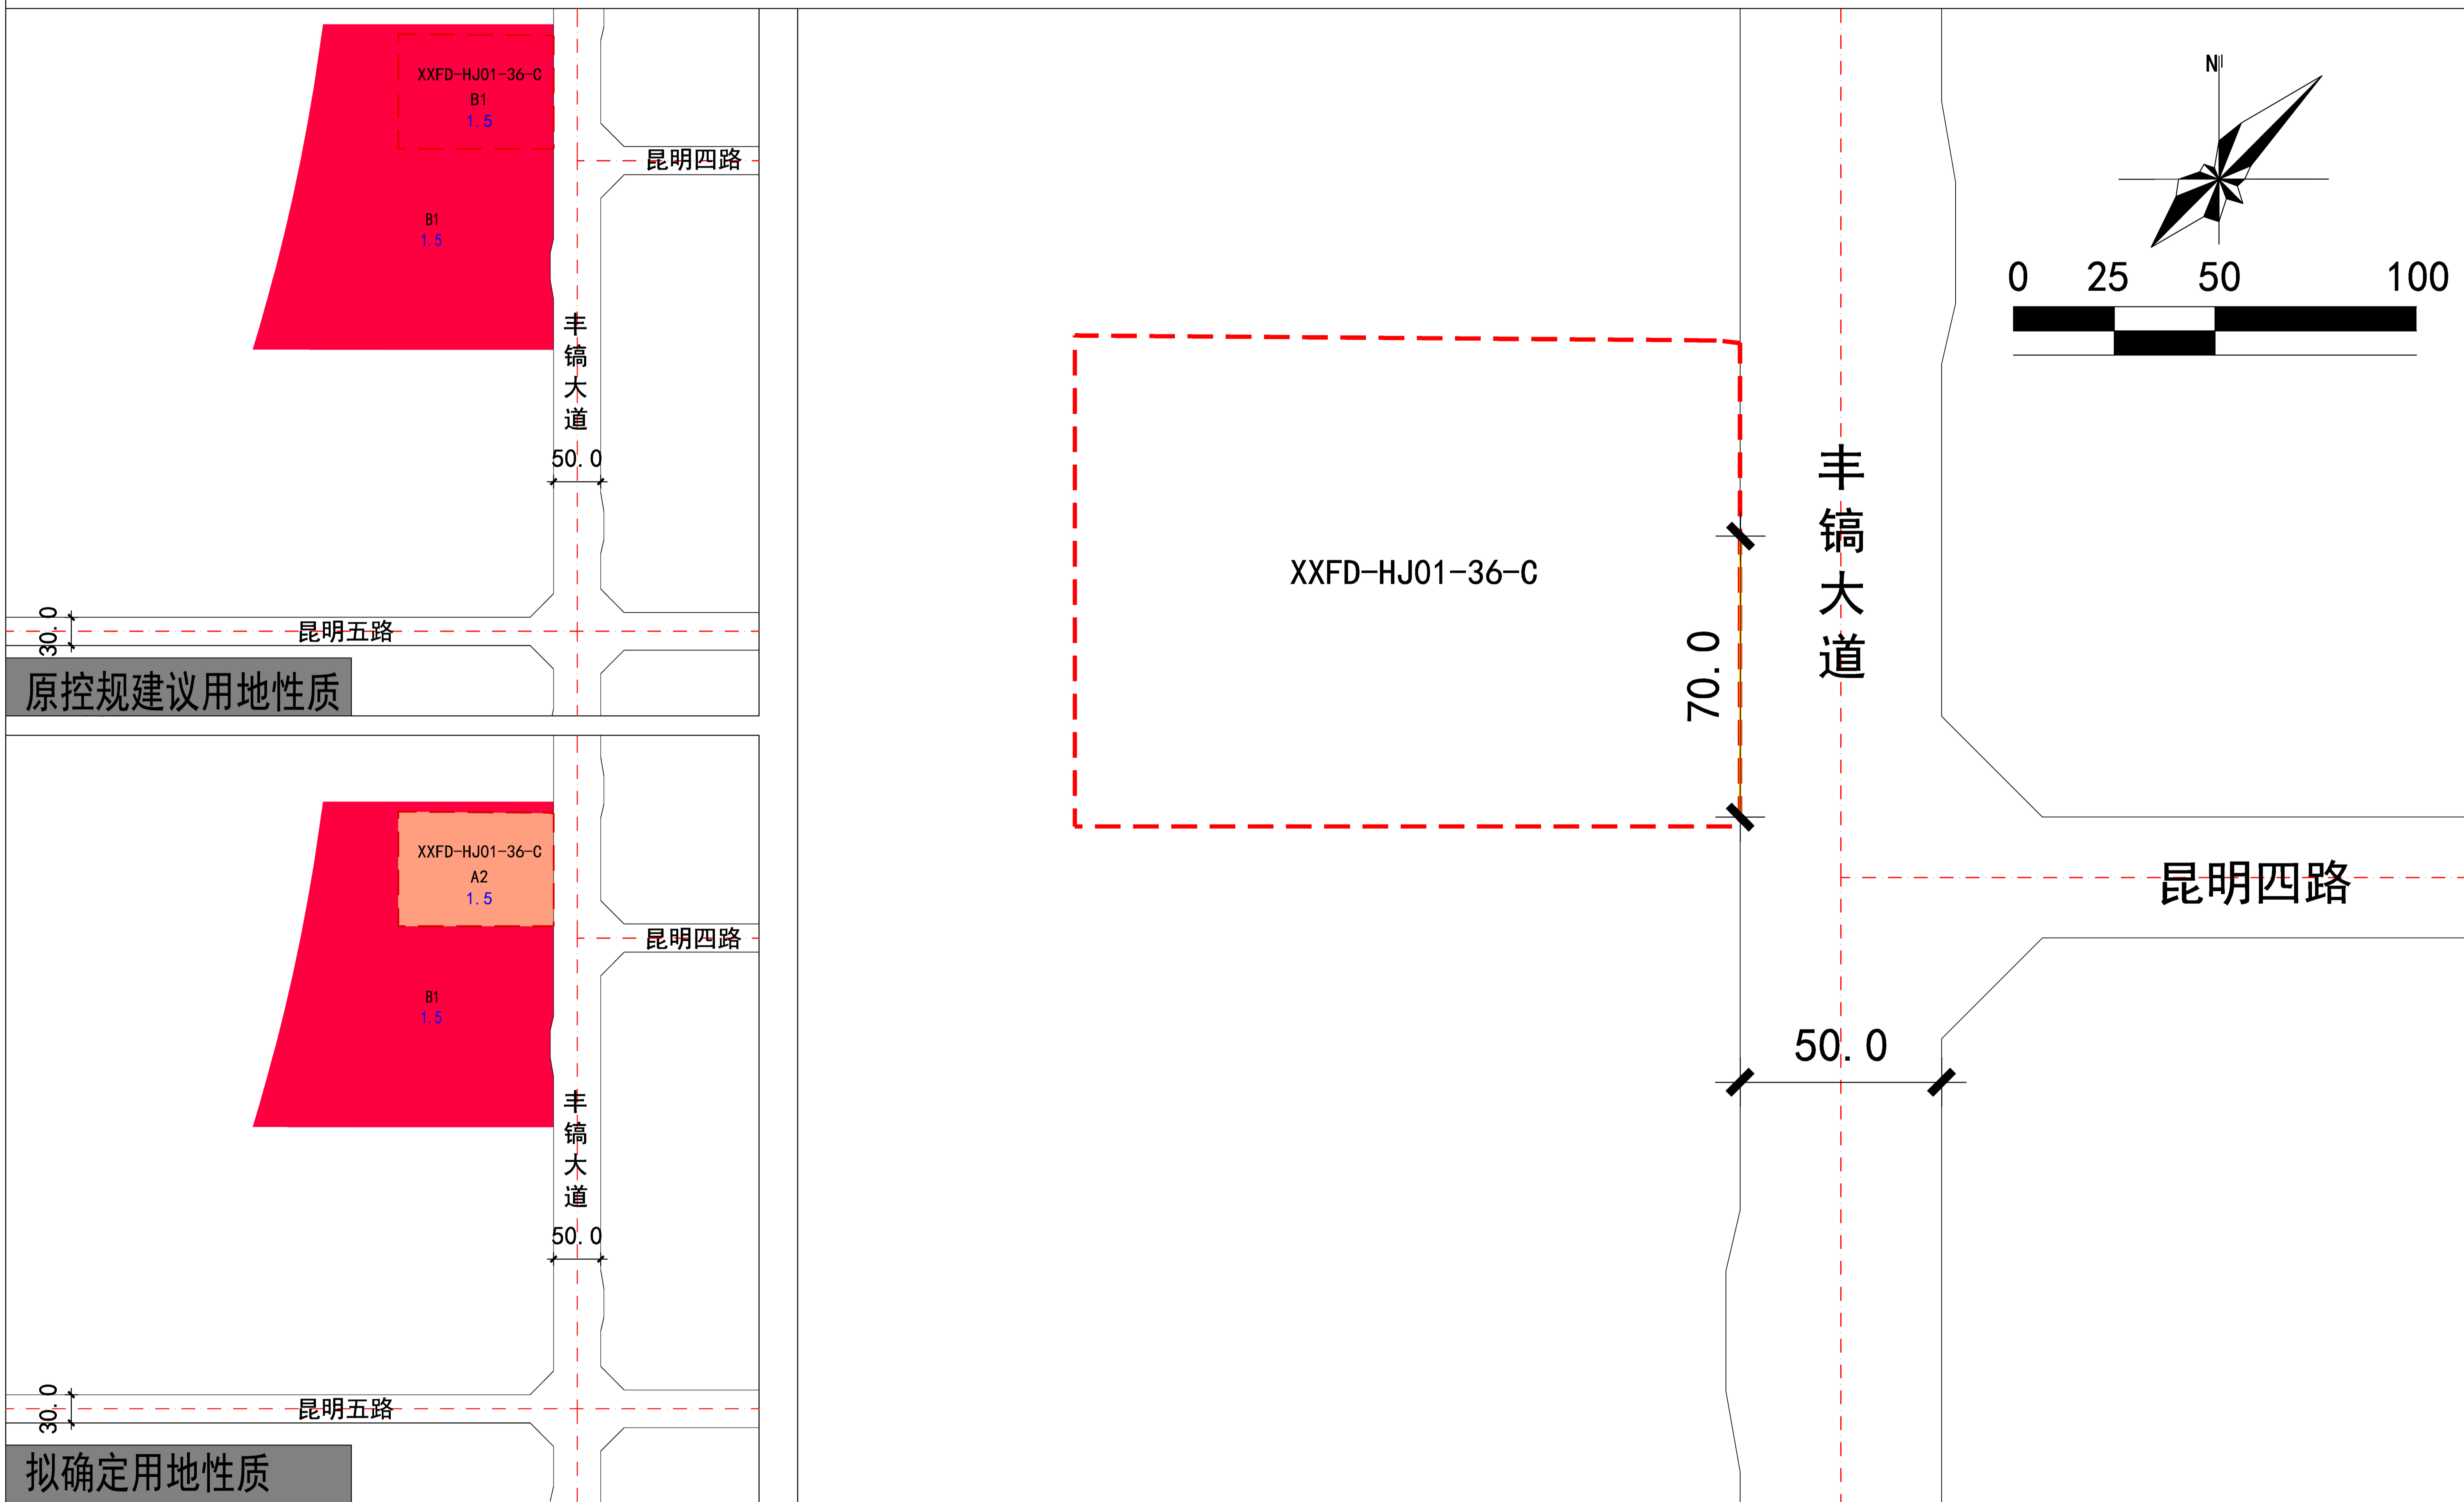 XXFD-HJ01-36-C
B1
1.5
昆明四路
B1
1.5
丰镐大道
50.0
30.0
昆明五路
原控规建议用地性质
XXFD-HJ01-36-C
A2
1.5
昆明四路
B1
1.5
丰镐大道
50.0
30.0
昆明五路
拟确定用地性质
N
0 25 50 100
XXFD-HJ01-36-C
丰镐大道
70.0
昆明四路
50.0